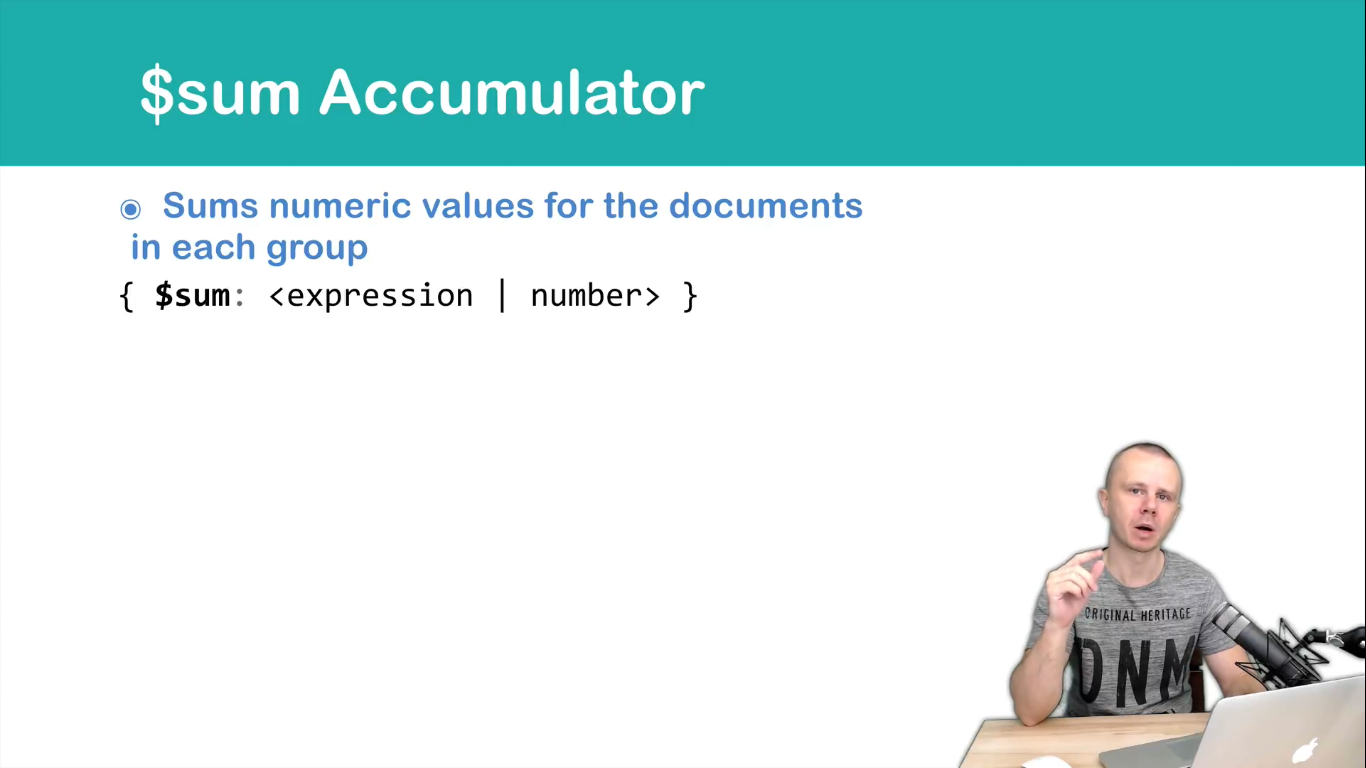 $sum Accumulator
Sums numeric values for the documents
in each group
{ $sum: <expression | number> }
ORIGINAL HERITAGE
DNM